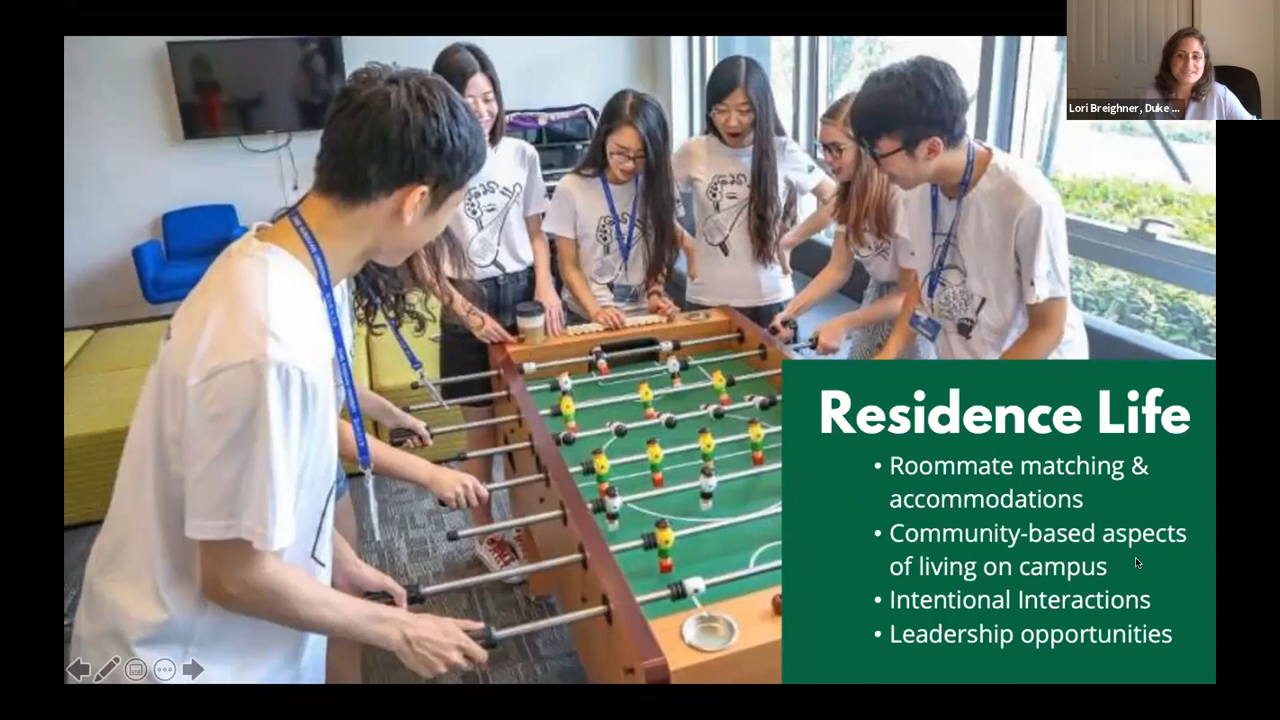 Lori Breighner, Duke ...
Residence Life
• Roommate matching &
accommodations
• Community-based aspects
of living on campus
• Intentional Interactions
• Leadership opportunities